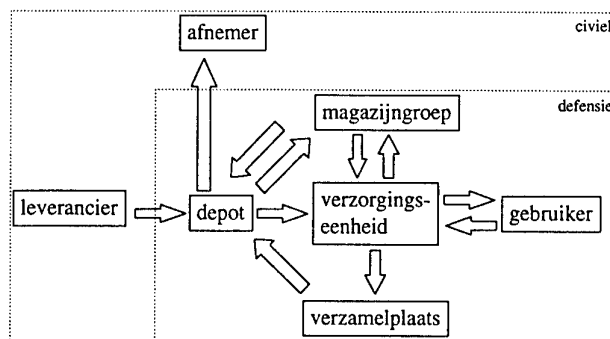 afnemer
civiel
defensie
magazijngroep
leverancier
depot
verzorgings-
eenheid
gebruiker
verzamelplaats